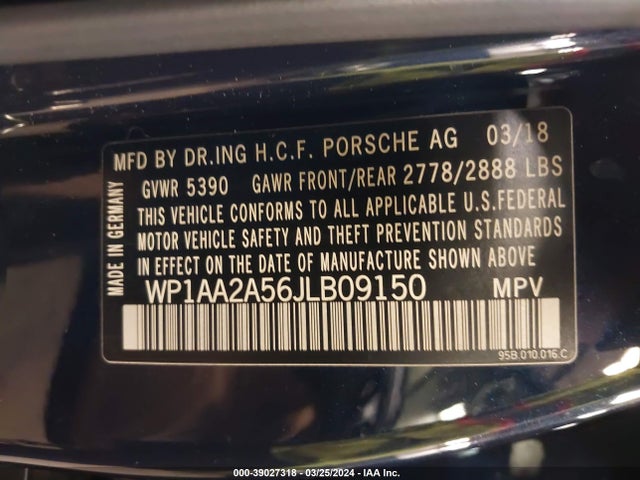 MFD BY DR.ING H.C.F. PORSCHE AG 03/18
GVWR 5390 GAWR FRONT/REAR 2778/2888 LBS
THIS VEHICLE CONFORMS TO ALL APPLICABLE U.S.FEDERAL
MOTOR VEHICLE SAFETY AND THEFT PREVENTION STANDARDS
IN EFFECT ON THE DATE OF MANUFACTURE SHOWN ABOVE
WP1AA2A56JLB09150 MPV
95B.010.016.C
MADE IN GERMANY
000-39027318 - 03/25/2024 - IAA Inc.